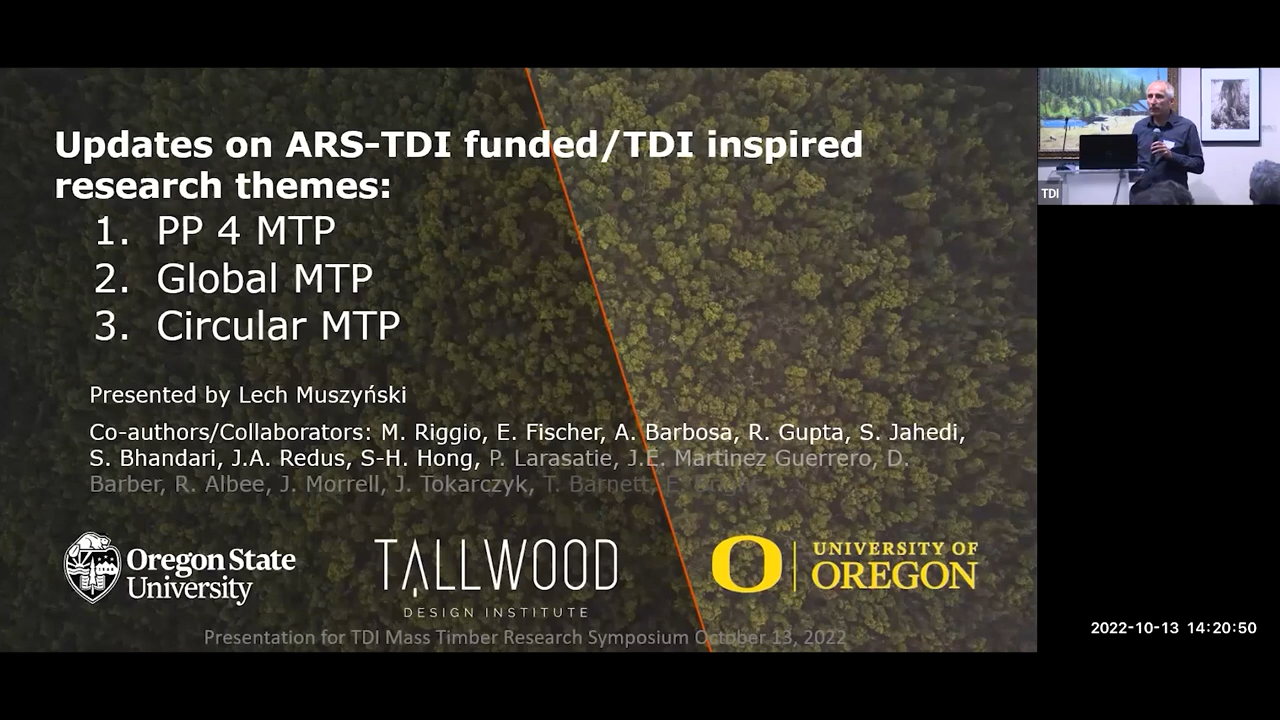 Updates on ARS-TDI funded/TDI inspired
research themes:
1. PP 4 MTP
2. Global MTP
3. Circular MTP
Presented by Lech Muszyński
Co-authors/Collaborators: M. Riggio, E. Fischer, A. Barbosa, R. Gupta, S. Jahedi,
S. Bhandari, J.A. Redus, S-H. Hong, P. Larasatie, J.E. Martinez Guerrero, D.
Barber, R. Albee, J. Morrell, J. Tokarczyk, T. Barnett,
Oregon State
University
TALLWOOD
DESIGN INSTITUTE
O UNIVERSITY OF
OREGON
Presentation for TDI Mass Timber Research Symposium October 13, 2022
TDI
2022-10-13 14:20:50